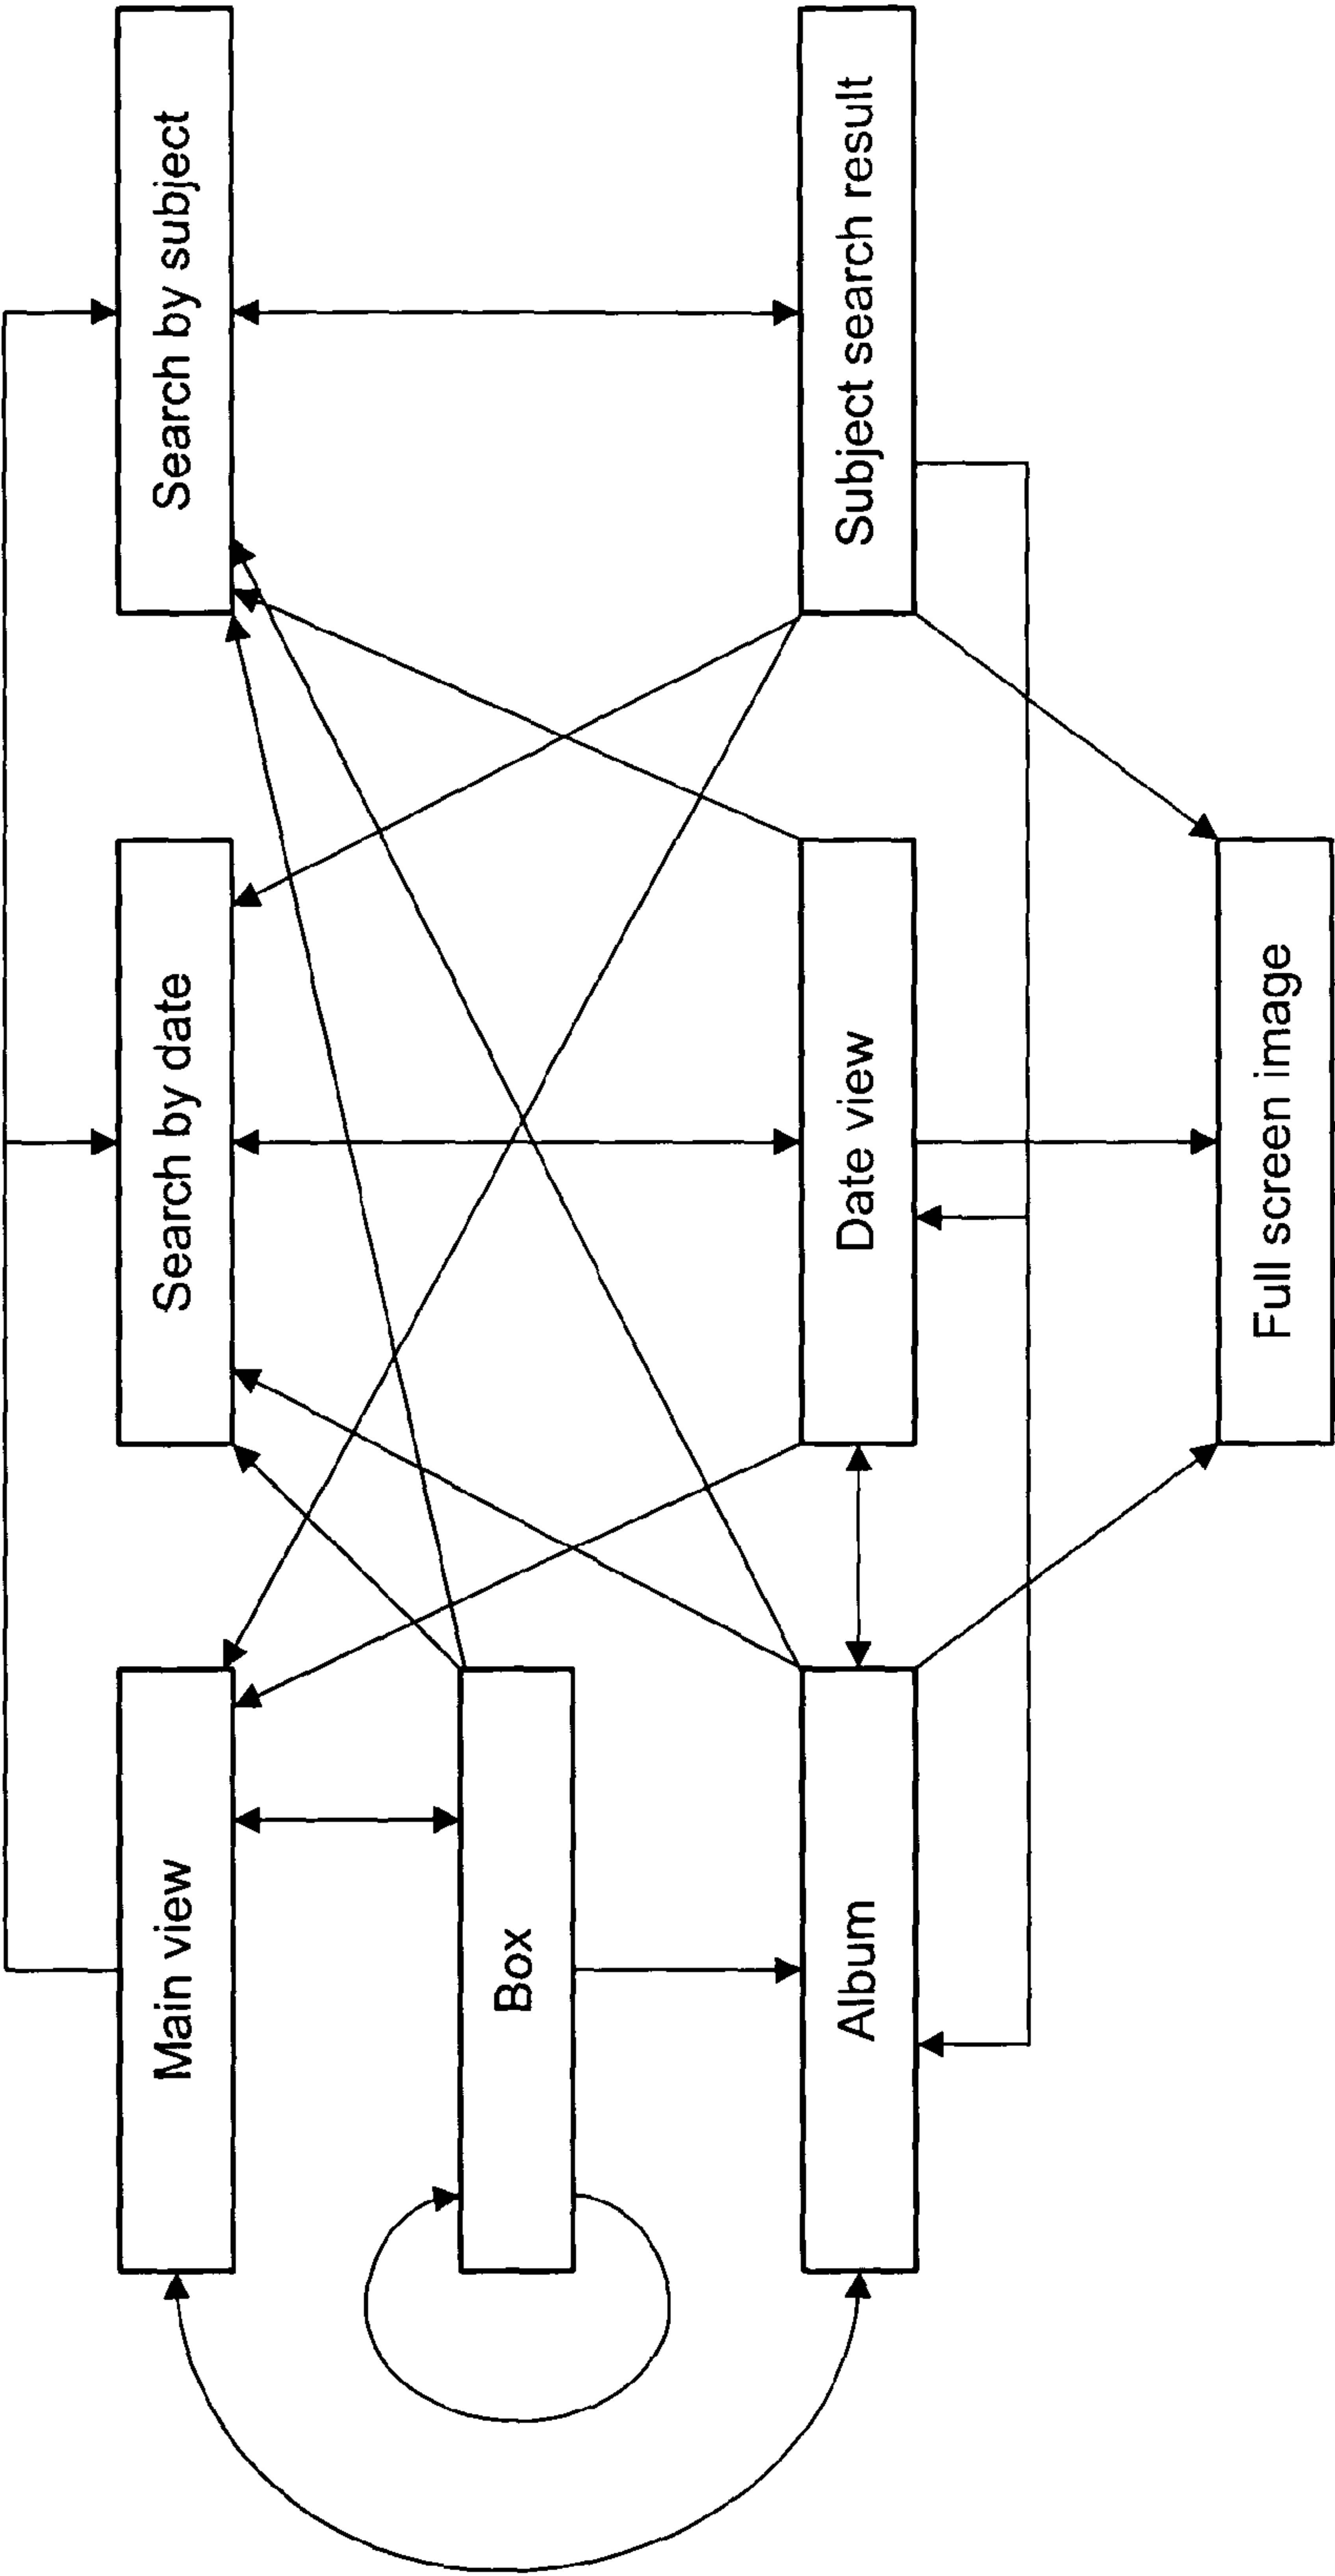 Main view
Search by date
Search by subject
Box
Album
Date view
Subject search result
Full screen image